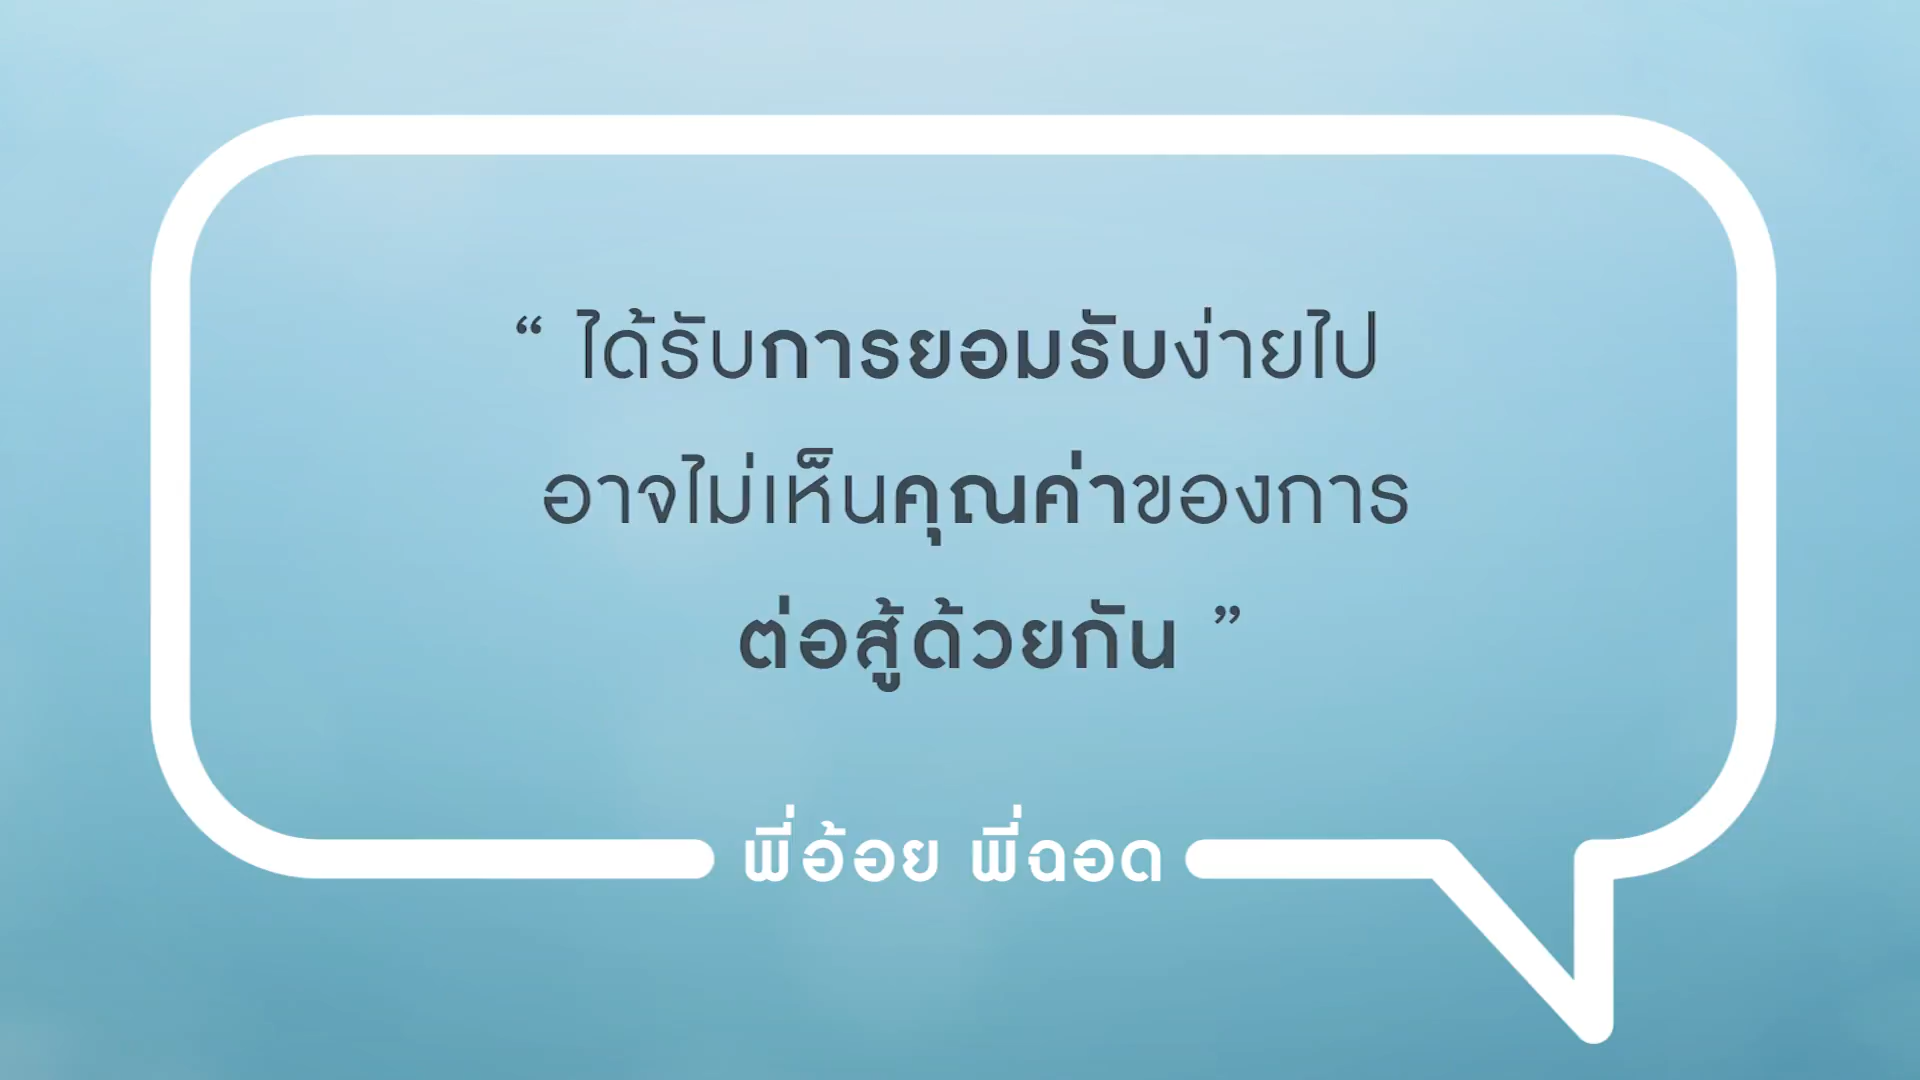 “ ได้รับการยอมรับง่ายไป
อาจไม่เห็นคุณค่าของการ
ต่อสู้ด้วยกัน ”
พี่อ้อย พี่ฉอด